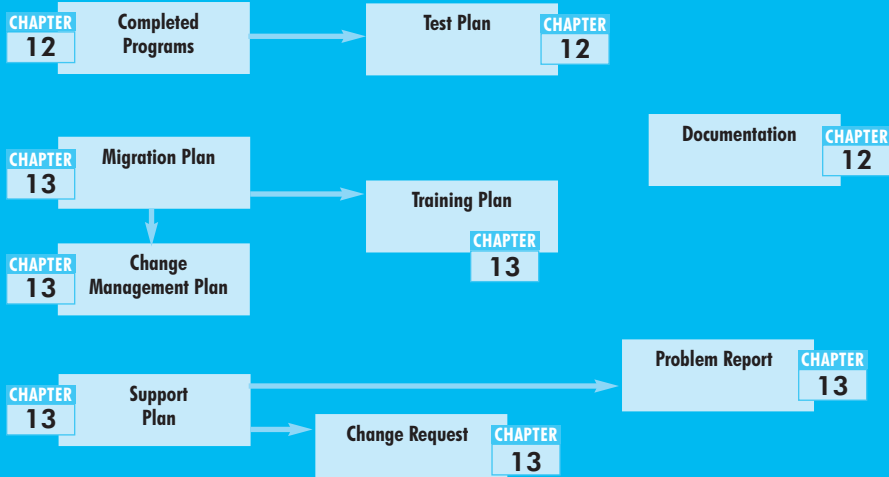 CHAPTER
12
Completed
Programs
Test Plan
CHAPTER
12
Documentation
CHAPTER
12
CHAPTER
13
Migration Plan
Training Plan
CHAPTER
13
CHAPTER
13
Change
Management Plan
Problem Report
CHAPTER
13
CHAPTER
13
Support
Plan
Change Request
CHAPTER
13